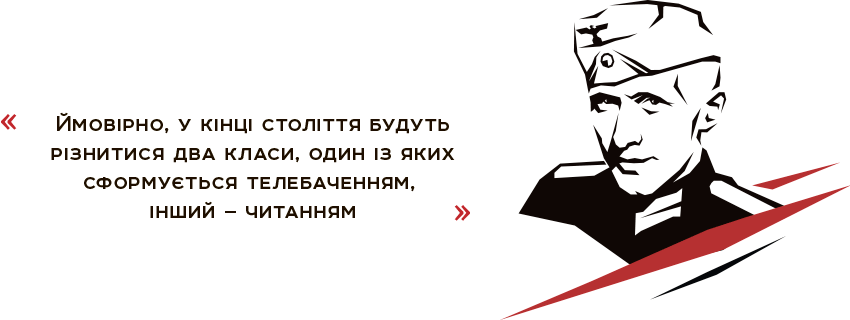 « Ймовірно, у кінці століття будуть
різнитися два класи, один із яких
сформується телебаченням,
інший – читанням »